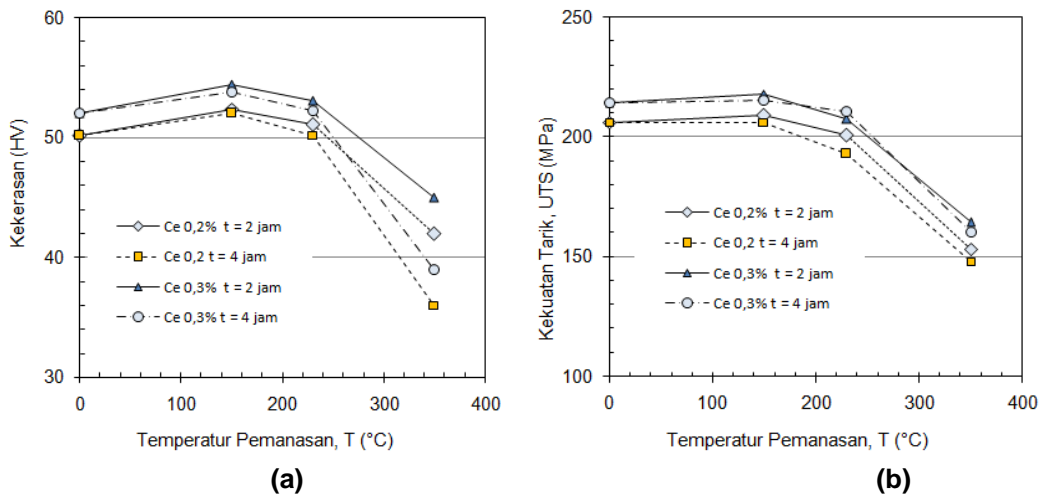 60
50
40
30
Kekerasan (HV)
Ce 0,2% t = 2 jam
Ce 0,2 t = 4 jam
Ce 0,3% t = 2 jam
Ce 0,3% t = 4 jam
0 100 200 300 400
Temperatur Pemanasan, T (°C)
(a)
250
200
150
100
Kekuatan Tarik, UTS (MPa)
Ce 0,2% t = 2 jam
Ce 0,2 t = 4 jam
Ce 0,3% t = 2 jam
Ce 0,3% t = 4 jam
0 100 200 300 400
Temperatur Pemanasan, T (°C)
(b)